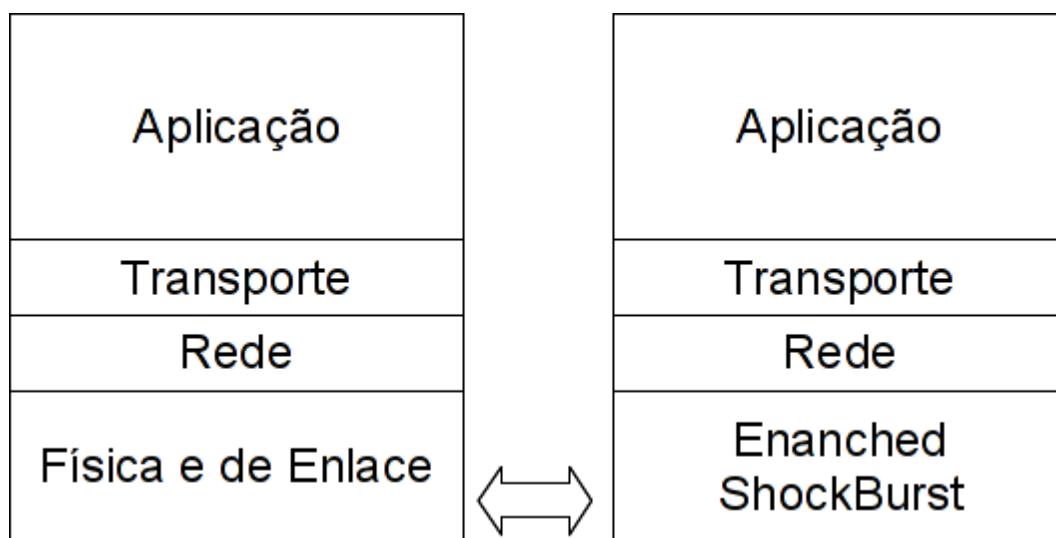 Aplicação
Transporte
Rede
Física e de Enlace
Aplicação
Transporte
Rede
Enanched
ShockBurst